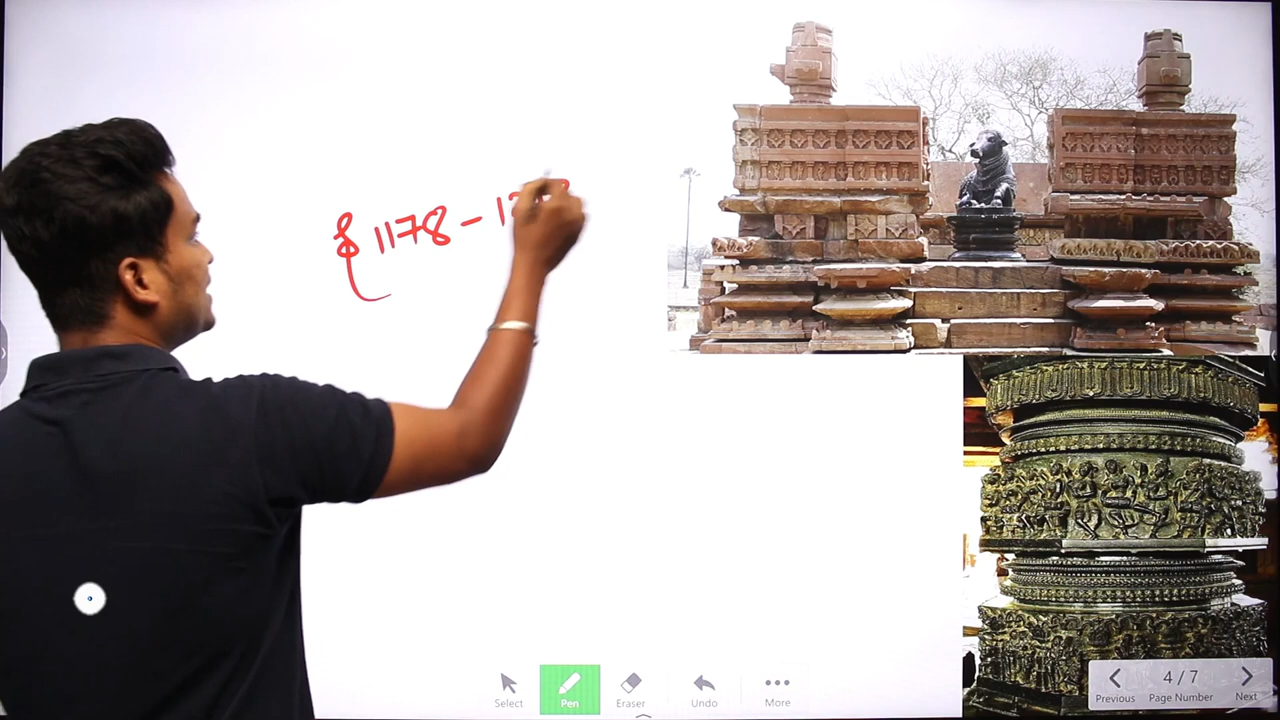 1178 -
Select
Pen
Eraser
Undo
More
4 / 7
Previous
Page Number
Next